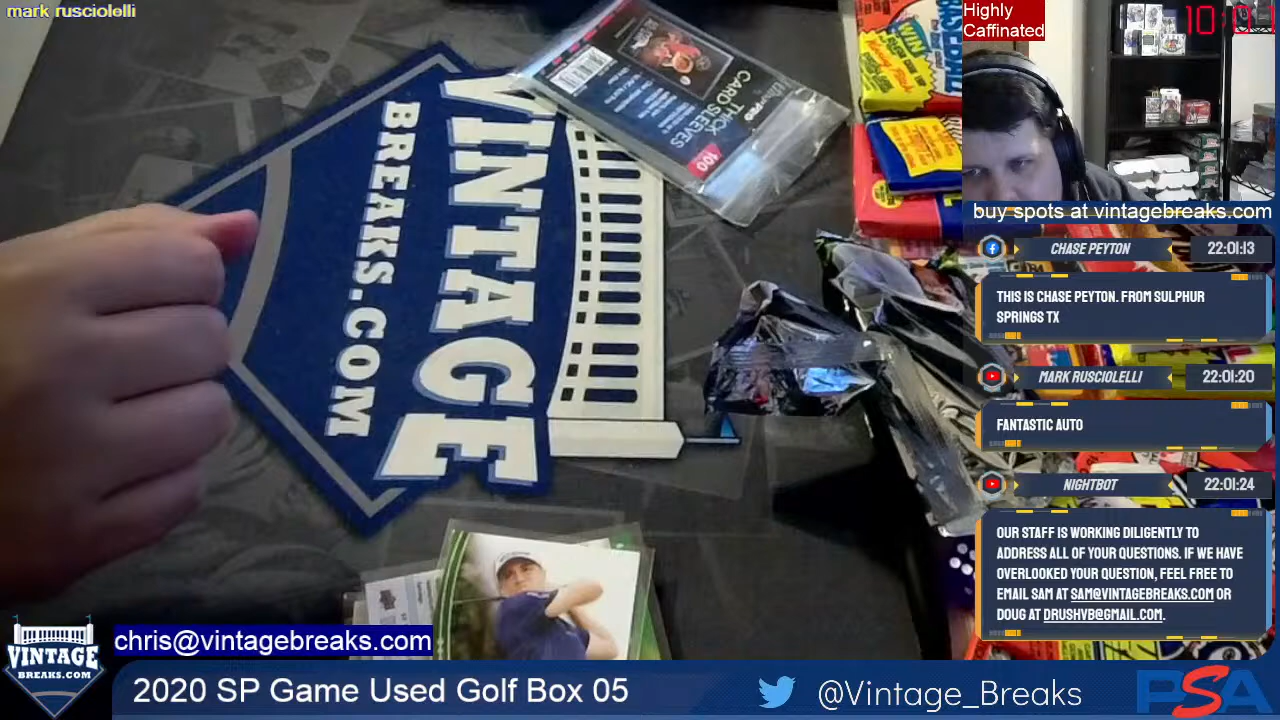 mark rusciolelli
Highly
Caffinated
10:01
VINTAGE
BREAKS.COM
THICK
CARD SLEEVES
100
WIN
buy spots at vintagebreaks.com
CHASE PEYTON
22:01:13
THIS IS CHASE PEYTON. FROM SULPHUR
SPRINGS TX
MARK RUSCIOLELLI
22:01:20
FANTASTIC AUTO
NIGHTBOT
22:01:24
OUR STAFF IS WORKING DILIGENTLY TO
ADDRESS ALL OF YOUR QUESTIONS. IF WE HAVE
OVERLOOKED YOUR QUESTION, FEEL FREE TO
EMAIL SAM AT SAM@VINTAGEBREAKS.COM OR
DOUG AT DRUSHVB@GMAIL.COM.
chris@vintagebreaks.com
VINTAGE
BREAKS.COM
2020 SP Game Used Golf Box 05
@Vintage_Breaks
PSA